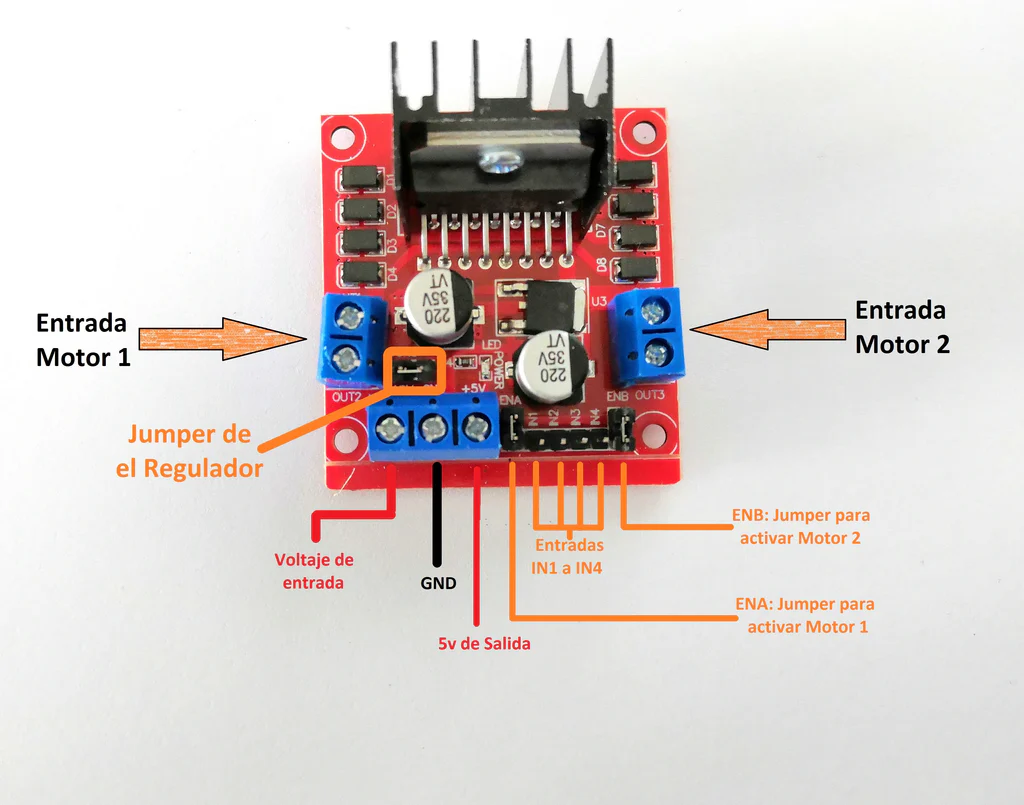 D1
D2
D3
D4
D7
D8
U3
220
35V
VT
220
35V
VT
LED
POWER
+5V
Entrada
Motor 1
Entrada
Motor 2
OUT2
ENA
IN1
IN2
IN3
IN4
ENB
OUT3
Jumper de
el Regulador
Voltaje de
entrada
GND
5v de Salida
Entradas
IN1 a IN4
ENB: Jumper para
activar Motor 2
ENA: Jumper para
activar Motor 1